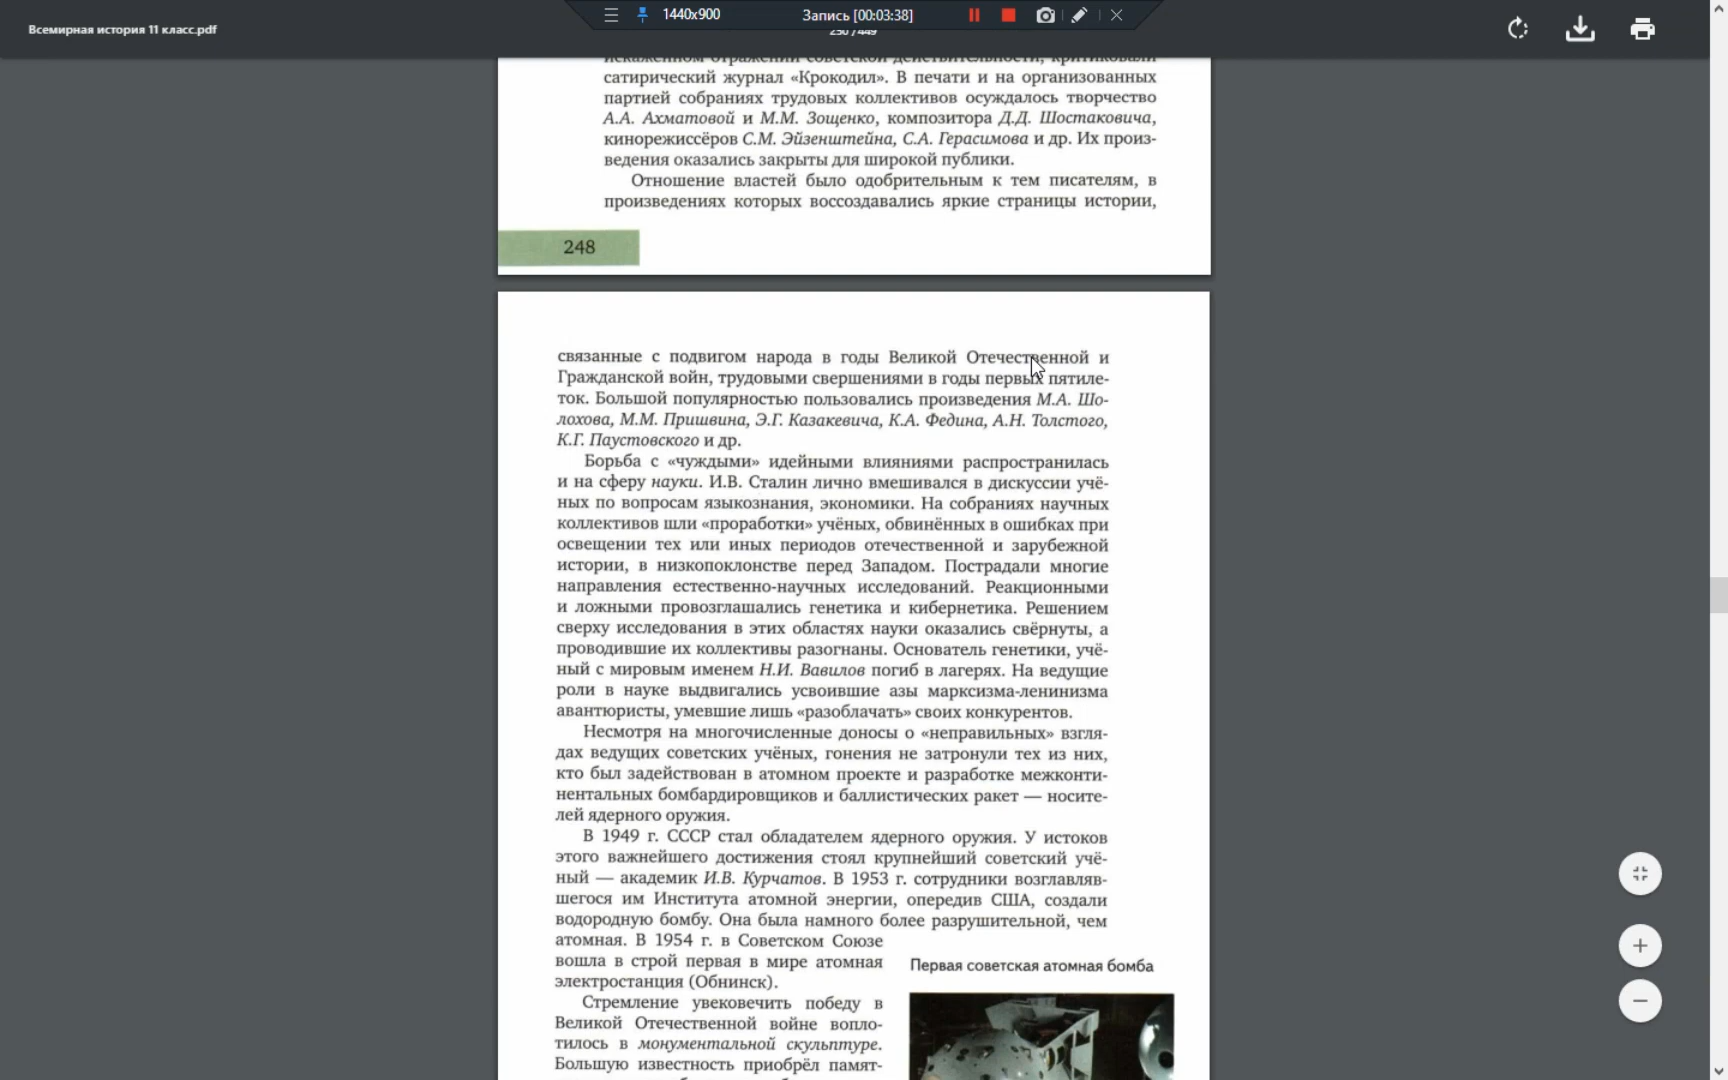 1440x900
Запись [00:03:38]
Всемирная история 11 класс.pdf
250 / 449
искажённом отражении советской действительности, критиковали
сатирический журнал «Крокодил». В печати и на организованных
партией собраниях трудовых коллективов осуждалось творчество
А.А. Ахматовой и М.М. Зощенко, композитора Д.Д. Шостаковича,
кинорежиссёров С.М. Эйзенштейна, С.А. Герасимова и др. Их произ-
ведения оказались закрыты для широкой публики.
Отношение властей было одобрительным к тем писателям, в
произведениях которых воссоздавались яркие страницы истории,
248
связанные с подвигом народа в годы Великой Отечественной и
Гражданской войн, трудовыми свершениями в годы первых пятиле-
ток. Большой популярностью пользовались произведения М.А. Шо-
лохова, М.М. Пришвина, Э.Г. Казакевича, К.А. Федина, А.Н. Толстого,
К.Г. Паустовского и др.
Борьба с «чуждыми» идейными влияниями распространилась
и на сферу науки. И.В. Сталин лично вмешивался в дискуссии учё-
ных по вопросам языкознания, экономики. На собраниях научных
коллективов шли «проработки» учёных, обвинённых в ошибках при
освещении тех или иных периодов отечественной и зарубежной
истории, в низкопоклонстве перед Западом. Пострадали многие
направления естественно-научных исследований. Реакционными
и ложными провозглашались генетика и кибернетика. Решением
сверху исследования в этих областях науки оказались свёрнуты, а
проводившие их коллективы разогнаны. Основатель генетики, учё-
ный с мировым именем Н.И. Вавилов погиб в лагерях. На ведущие
роли в науке выдвигались усвоившие азы марксизма-ленинизма
авантюристы, умевшие лишь «разоблачать» своих конкурентов.
Несмотря на многочисленные доносы о «неправильных» взгля-
дах ведущих советских учёных, гонения не затронули тех из них,
кто был задействован в атомном проекте и разработке межконти-
нентальных бомбардировщиков и баллистических ракет — носите-
лей ядерного оружия.
В 1949 г. СССР стал обладателем ядерного оружия. У истоков
этого важнейшего достижения стоял крупнейший советский учё-
ный — академик И.В. Курчатов. В 1953 г. сотрудники возглавляв-
шегося им Института атомной энергии, опередив США, создали
водородную бомбу. Она была намного более разрушительной, чем
атомная. В 1954 г. в Советском Союзе
вошла в строй первая в мире атомная
электростанция (Обнинск).
Стремление увековечить победу в
Великой Отечественной войне вопло-
тилось в монументальной скульптуре.
Большую известность приобрёл памят-
Первая советская атомная бомба